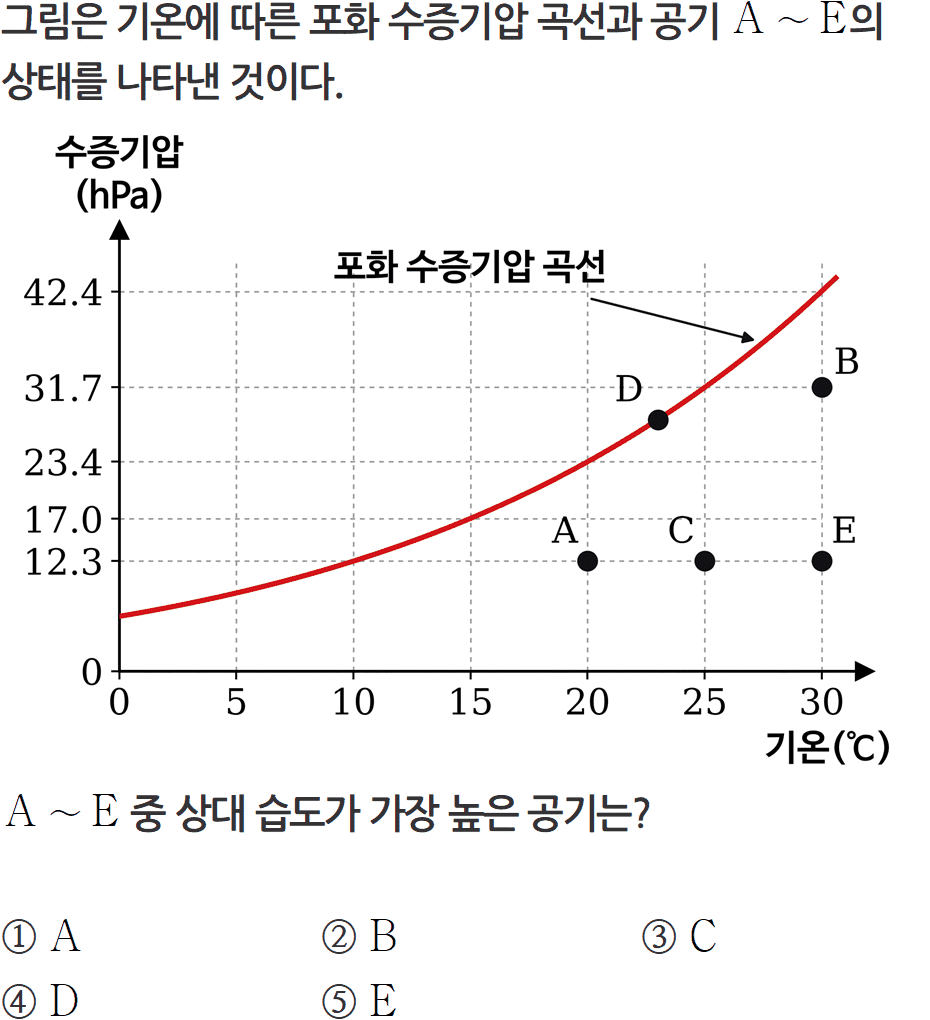 그림은 기온에 따른 포화 수증기압 곡선과 공기 A ~ E의
상태를 나타낸 것이다.
수증기압
(hPa)
포화 수증기압 곡선
42.4
B
31.7
D
23.4
17.0
A
C
E
12.3
0
0 5 10 15 20 25 30
기온(℃)
A ~ E 중 상대 습도가 가장 높은 공기는?
① A ② B ③ C
④ D ⑤ E